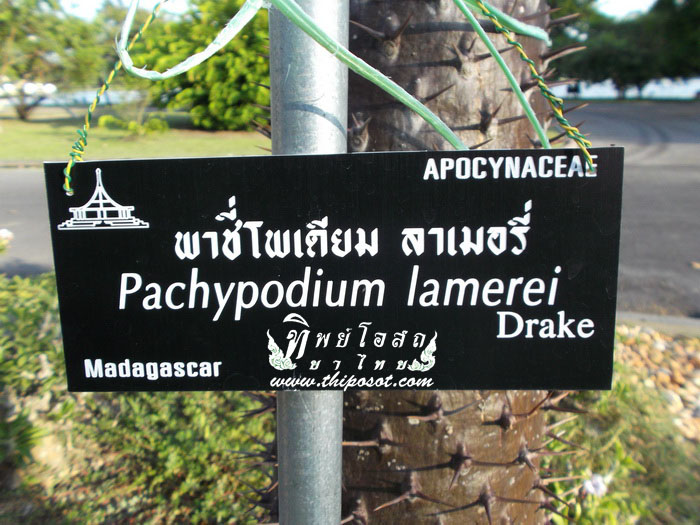 APOCYNACEAE
พาชี่โพเดียม ลาเมอรี่
Pachypodium lamerei
Drake
ทิพย์โอสถ
ยาไทย
Madagascar
www.thiposot.com